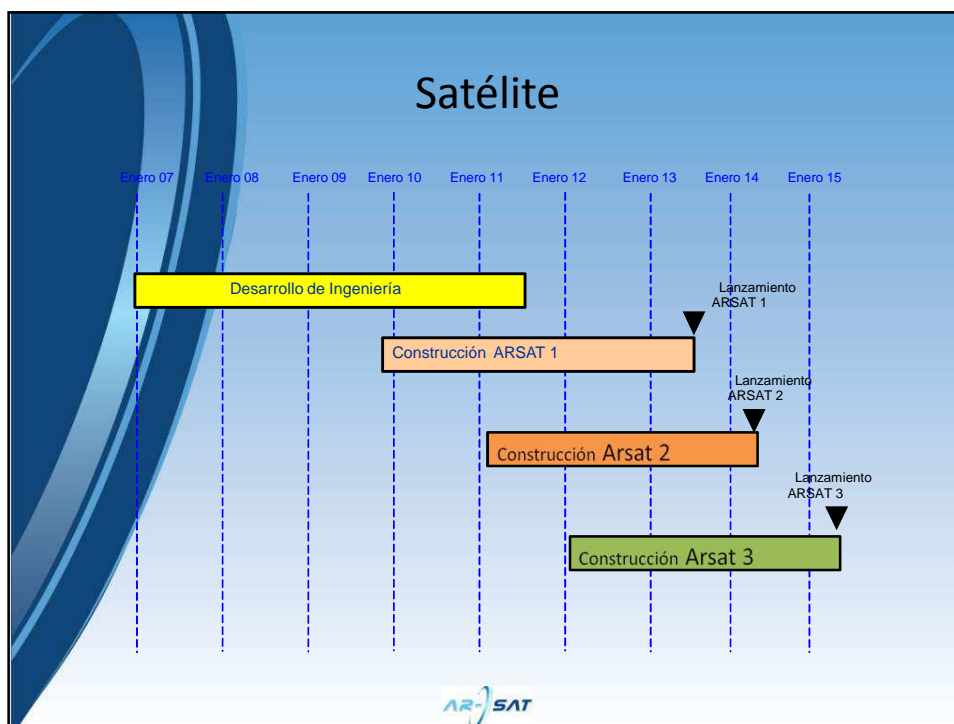 Satélite
Enero 07 Enero 08 Enero 09 Enero 10 Enero 11 Enero 12 Enero 13 Enero 14 Enero 15
Desarrollo de Ingeniería
Lanzamiento
ARSAT 1
Construcción ARSAT 1
Lanzamiento
ARSAT 2
Construcción Arsat 2
Lanzamiento
ARSAT 3
Construcción Arsat 3
AR-SAT